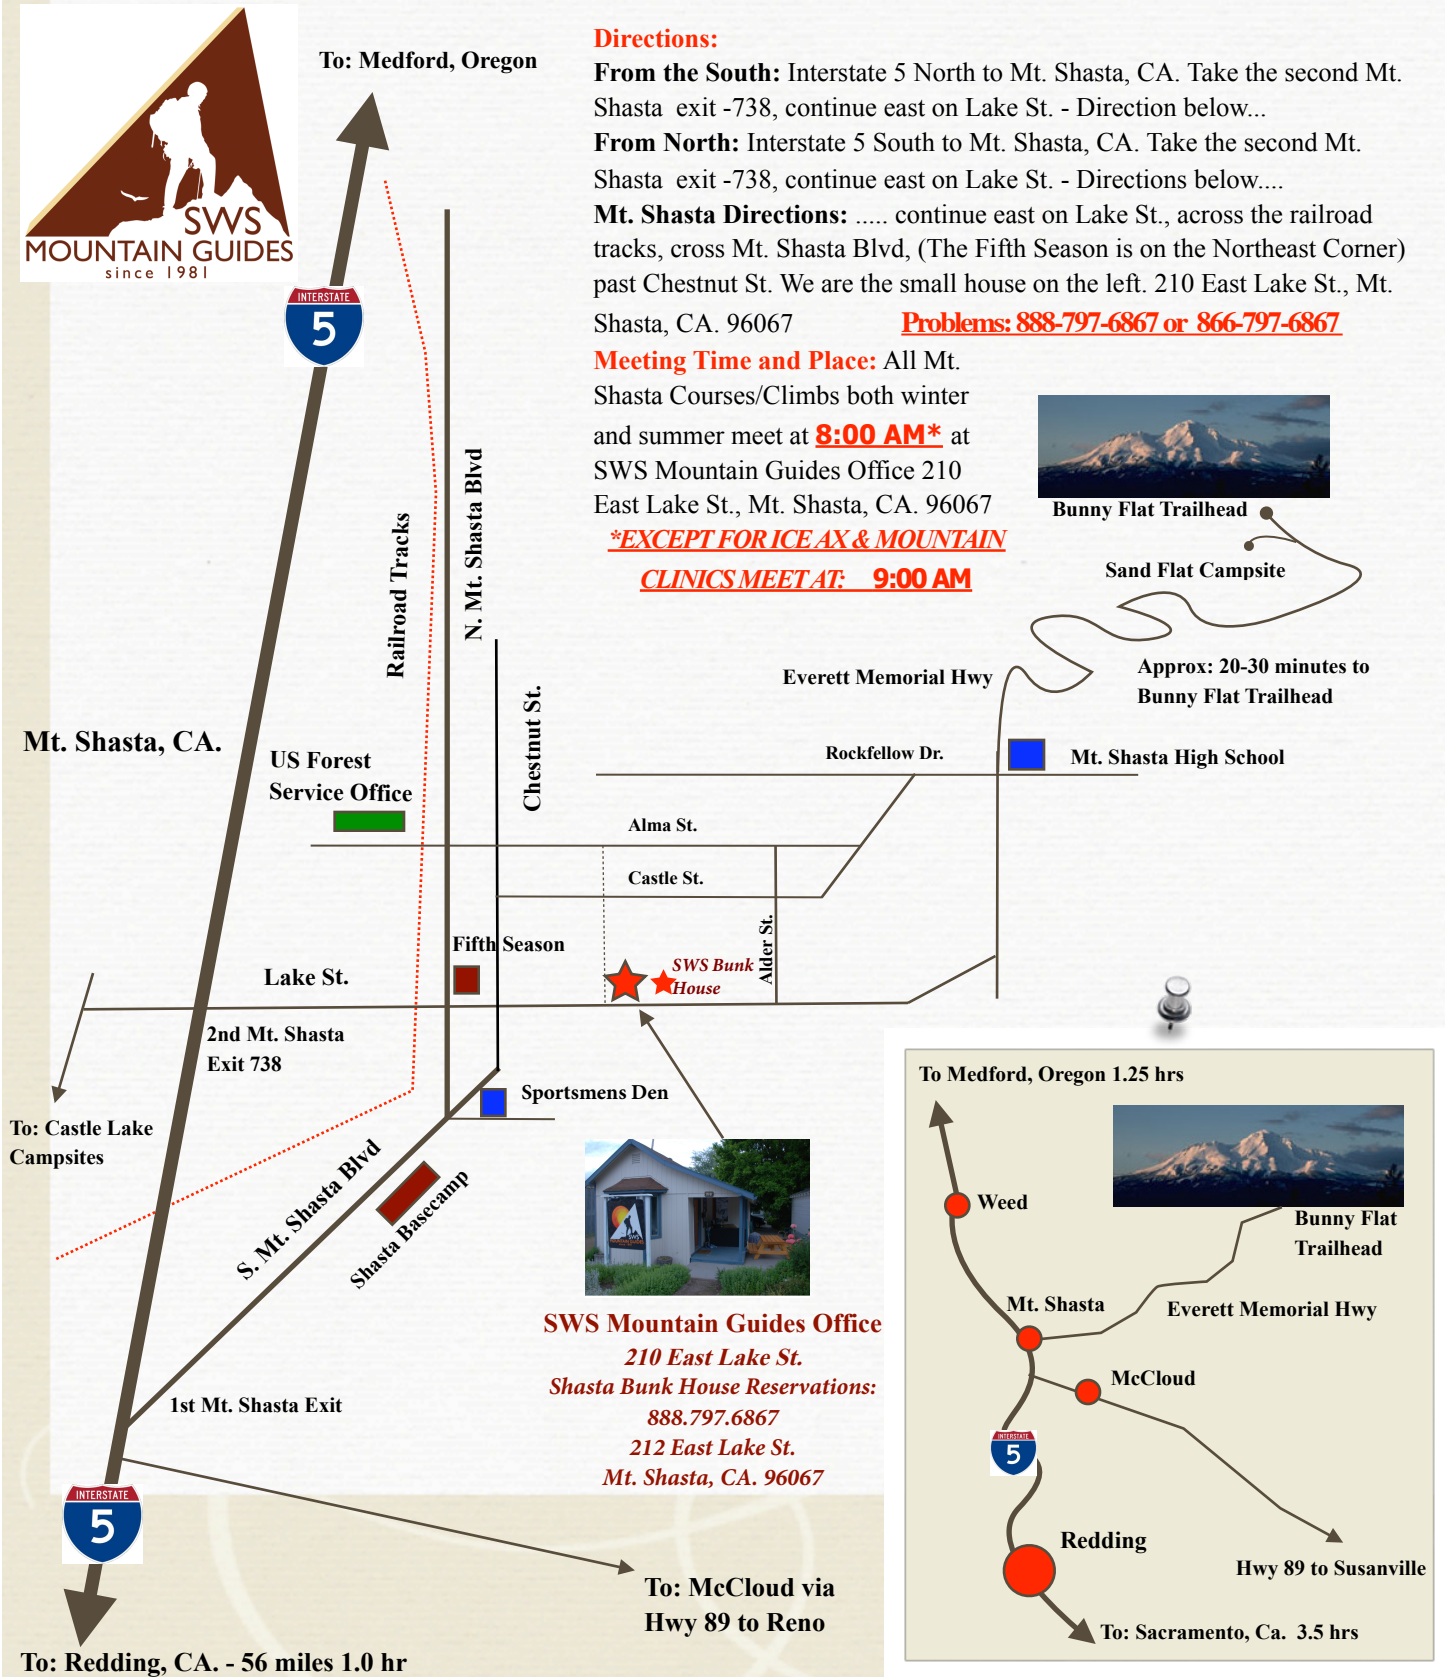 SWS
MOUNTAIN GUIDES
since 1981
To: Medford, Oregon
Directions:
From the South: Interstate 5 North to Mt. Shasta, CA. Take the second Mt.
Shasta exit -738, continue east on Lake St. - Direction below...
From North: Interstate 5 South to Mt. Shasta, CA. Take the second Mt.
Shasta exit -738, continue east on Lake St. - Directions below....
Mt. Shasta Directions: ..... continue east on Lake St., across the railroad
tracks, cross Mt. Shasta Blvd, (The Fifth Season is on the Northeast Corner)
past Chestnut St. We are the small house on the left. 210 East Lake St., Mt.
Shasta, CA. 96067 Problems: 888-797-6867 or 866-797-6867
Meeting Time and Place: All Mt.
Shasta Courses/Climbs both winter
and summer meet at 8:00 AM* at
SWS Mountain Guides Office 210
East Lake St., Mt. Shasta, CA. 96067
*EXCEPT FOR ICE AX & MOUNTAIN
CLINICS MEET AT: 9:00 AM
INTERSTATE
5
Bunny Flat Trailhead
Sand Flat Campsite
Approx: 20-30 minutes to
Bunny Flat Trailhead
Everett Memorial Hwy
Railroad Tracks
N. Mt. Shasta Blvd
Chestnut St.
Mt. Shasta, CA.
US Forest
Service Office
Rockfellow Dr.
Mt. Shasta High School
Alma St.
Castle St.
Alder St.
Fifth Season
Lake St.
SWS Bunk
House
2nd Mt. Shasta
Exit 738
Sportsmens Den
To: Castle Lake
Campsites
S. Mt. Shasta Blvd
Shasta Basecamp
SWS
MOUNTAIN GUIDES
SWS Mountain Guides Office
210 East Lake St.
Shasta Bunk House Reservations:
888.797.6867
212 East Lake St.
Mt. Shasta, CA. 96067
1st Mt. Shasta Exit
INTERSTATE
5
To: McCloud via
Hwy 89 to Reno
To: Redding, CA. - 56 miles 1.0 hr
To Medford, Oregon 1.25 hrs
Weed
Bunny Flat
Trailhead
Mt. Shasta
Everett Memorial Hwy
McCloud
INTERSTATE
5
Redding
Hwy 89 to Susanville
To: Sacramento, Ca. 3.5 hrs